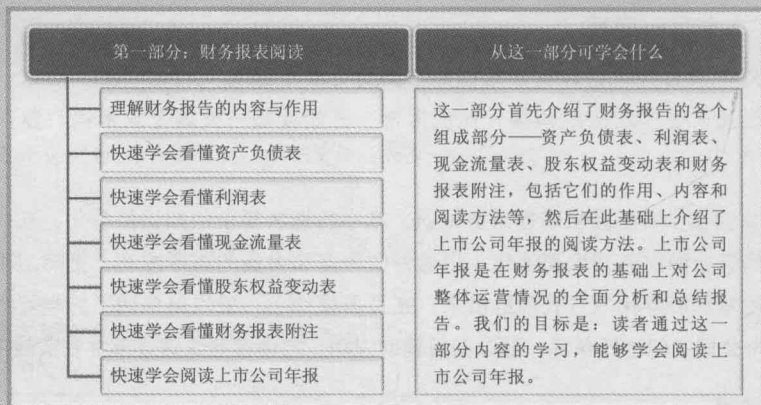 第一部分：财务报表阅读
理解财务报告的内容与作用
快速学会看懂资产负债表
快速学会看懂利润表
快速学会看懂现金流量表
快速学会看懂股东权益变动表
快速学会看懂财务报表附注
快速学会阅读上市公司年报
从这一部分可学会什么
这一部分首先介绍了财务报告的各个
组成部分——资产负债表、利润表、
现金流量表、股东权益变动表和财务
报表附注，包括它们的作用、内容和
阅读方法等，然后在此基础上介绍了
上市公司年报的阅读方法。上市公司
年报是在财务报表的基础上对公司
整体运营情况的全面分析和总结报
告。我们的目标是：读者通过这一
部分内容的学习，能够学会阅读上
市公司年报。